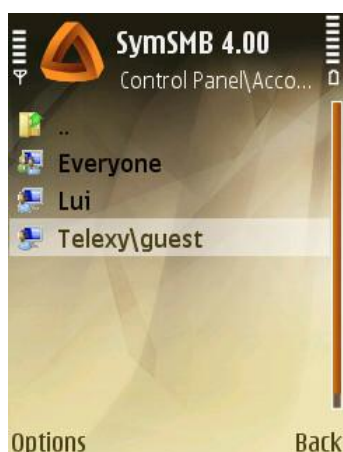 SymSMB 4.00
Control Panel\Acco...
..
Everyone
Lui
Telexy\guest
Options Back